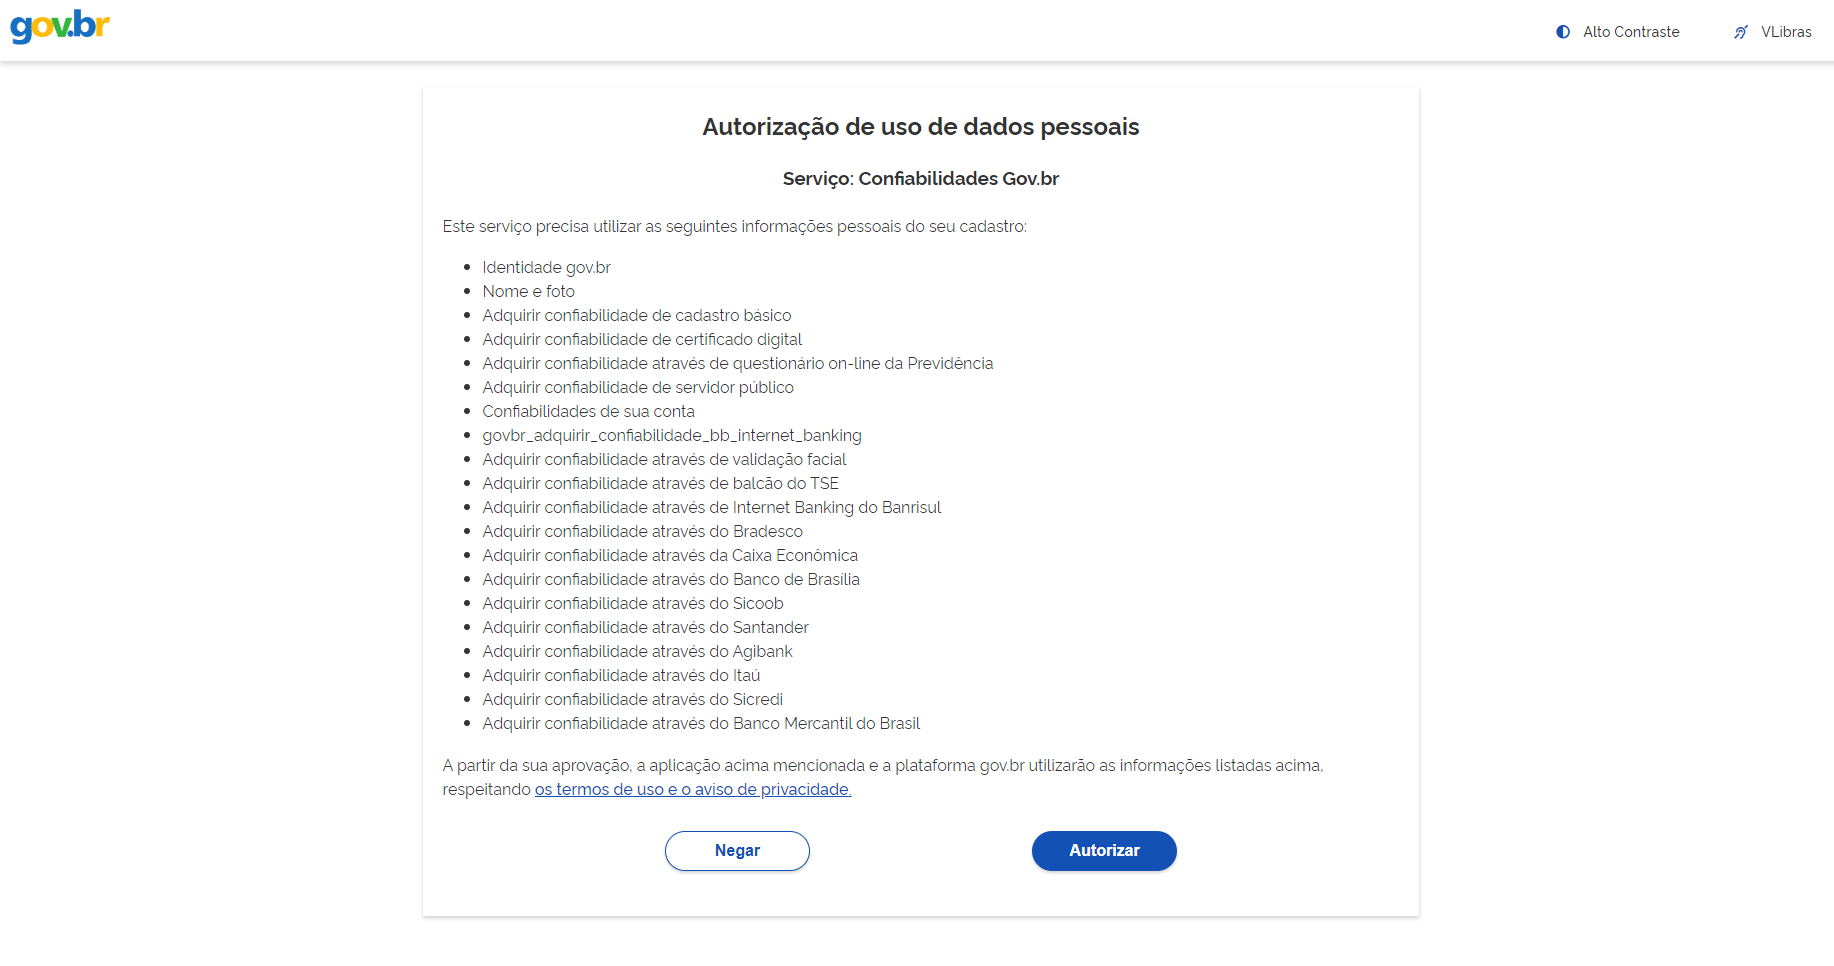 gov.br
Alto Contraste
VLibras
Autorização de uso de dados pessoais
Serviço: Confiabilidades Gov.br
Este serviço precisa utilizar as seguintes informações pessoais do seu cadastro:
Identidade gov.br
Nome e foto
Adquirir confiabilidade de cadastro básico
Adquirir confiabilidade de certificado digital
Adquirir confiabilidade através de questionário on-line da Previdência
Adquirir confiabilidade de servidor público
Confiabilidades de sua conta
govbr_adquirir_confiabilidade_bb_internet_banking
Adquirir confiabilidade através de validação facial
Adquirir confiabilidade através de balcão do TSE
Adquirir confiabilidade através de Internet Banking do Banrisul
Adquirir confiabilidade através do Bradesco
Adquirir confiabilidade através da Caixa Econômica
Adquirir confiabilidade através do Banco de Brasília
Adquirir confiabilidade através do Sicoob
Adquirir confiabilidade através do Santander
Adquirir confiabilidade através do Agibank
Adquirir confiabilidade através do Itaú
Adquirir confiabilidade através do Sicredi
Adquirir confiabilidade através do Banco Mercantil do Brasil
A partir da sua aprovação, a aplicação acima mencionada e a plataforma gov.br utilizarão as informações listadas acima,
respeitando os termos de uso e o aviso de privacidade.
Negar
Autorizar